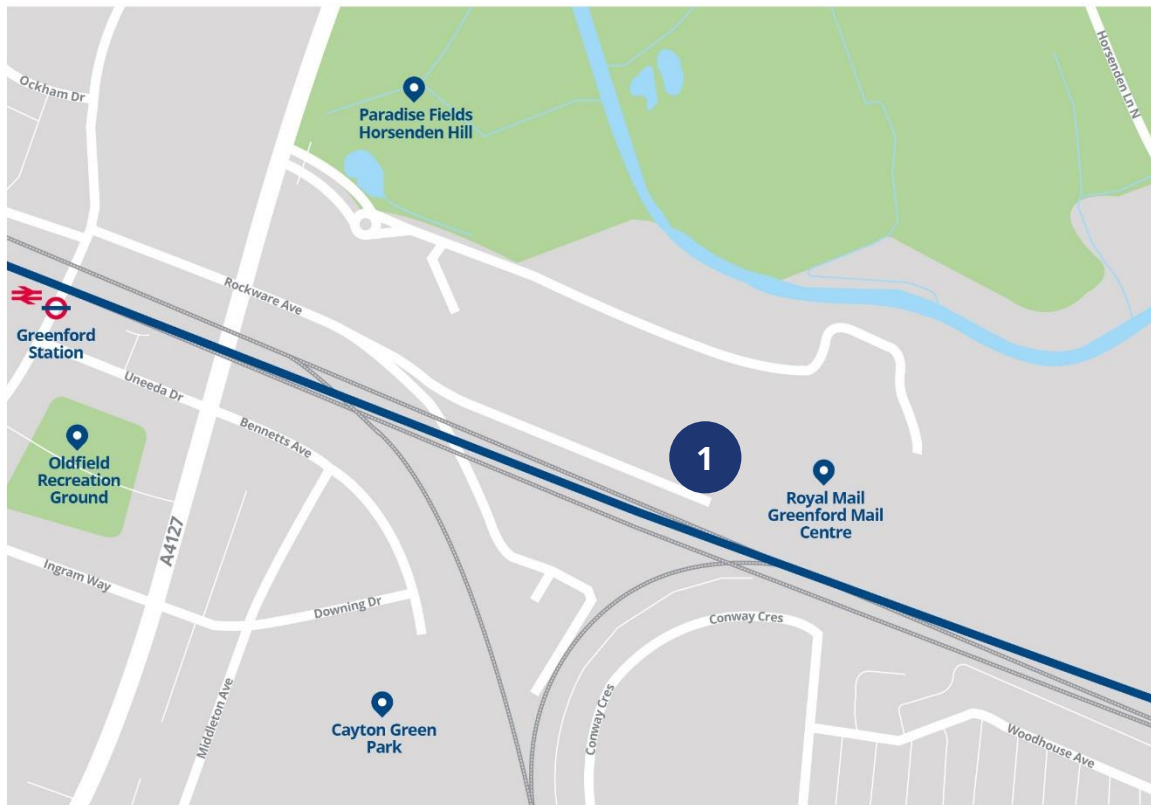 Horsenden Ln N
Ockham Dr
Paradise Fields
Horsenden Hill
Rockware Ave
Greenford
Station
Uneeda Dr
Bennetts Ave
Oldfield
Recreation
Ground
1
Royal Mail
Greenford Mail
Centre
A4127
Ingram Way
Downing Dr
Conway Cres
Middleton Ave
Conway Cres
Cayton Green
Park
Woodhouse Ave